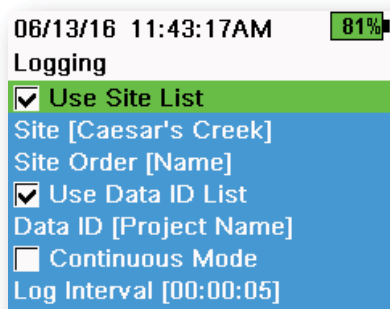 06/13/16 11:43:17AM 81%
Logging
Use Site List
Site [Caesar's Creek]
Site Order [Name]
Use Data ID List
Data ID [Project Name]
Continuous Mode
Log Interval [00:00:05]